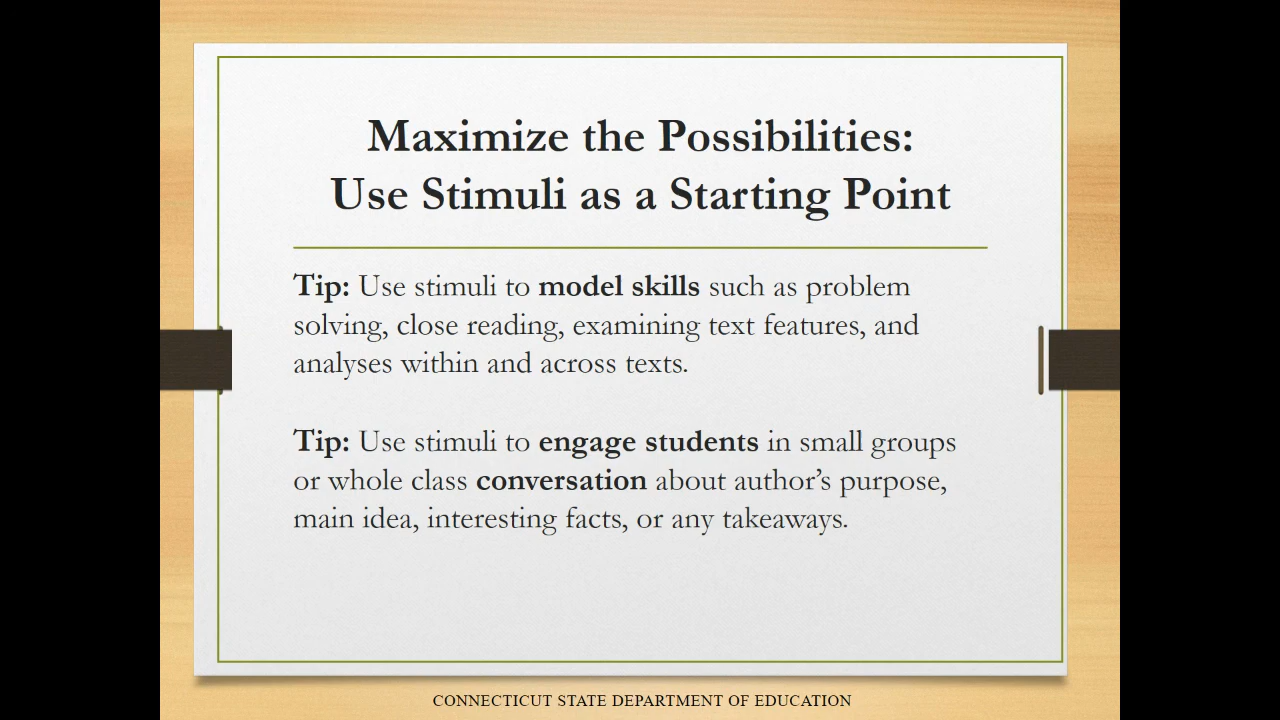 Maximize the Possibilities:
Use Stimuli as a Starting Point
Tip: Use stimuli to model skills such as problem
solving, close reading, examining text features, and
analyses within and across texts.
Tip: Use stimuli to engage students in small groups
or whole class conversation about author’s purpose,
main idea, interesting facts, or any takeaways.
CONNECTICUT STATE DEPARTMENT OF EDUCATION